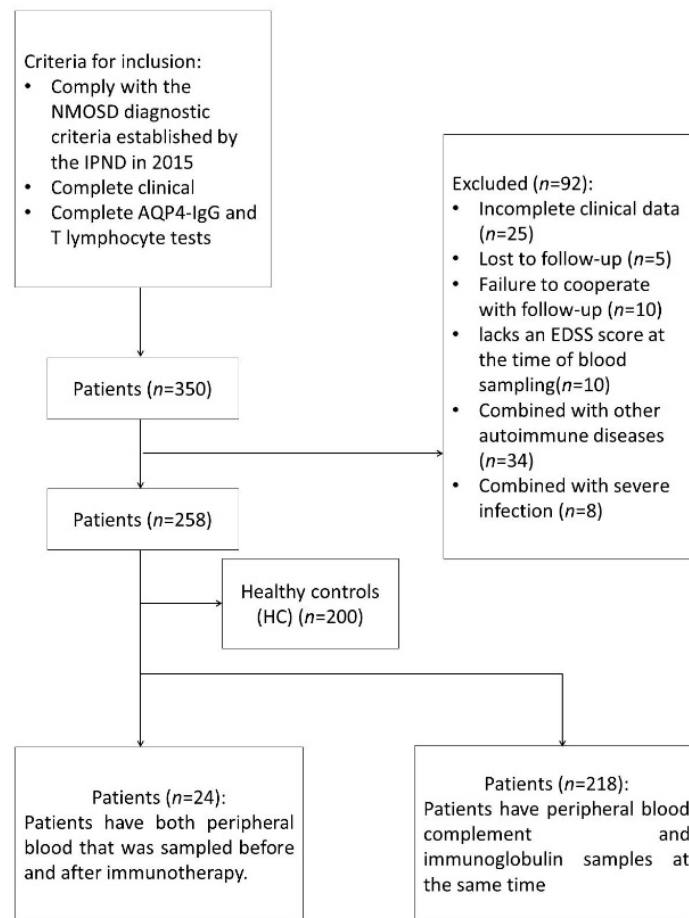 Criteria for inclusion:
• Comply with the
NMOSD diagnostic
criteria established by
the IPND in 2015
• Complete clinical
• Complete AQP4-IgG and
T lymphocyte tests
Excluded (n=92):
• Incomplete clinical data
(n=25)
• Lost to follow-up (n=5)
• Failure to cooperate
with follow-up (n=10)
• lacks an EDSS score at
the time of blood
sampling(n=10)
• Combined with other
autoimmune diseases
(n=34)
• Combined with severe
infection (n=8)
Patients (n=350)
Patients (n=258)
Healthy controls
(HC) (n=200)
Patients (n=24):
Patients have both peripheral
blood that was sampled before
and after immunotherapy.
Patients (n=218):
Patients have peripheral blood
complement and
immunoglobulin samples at
the same time